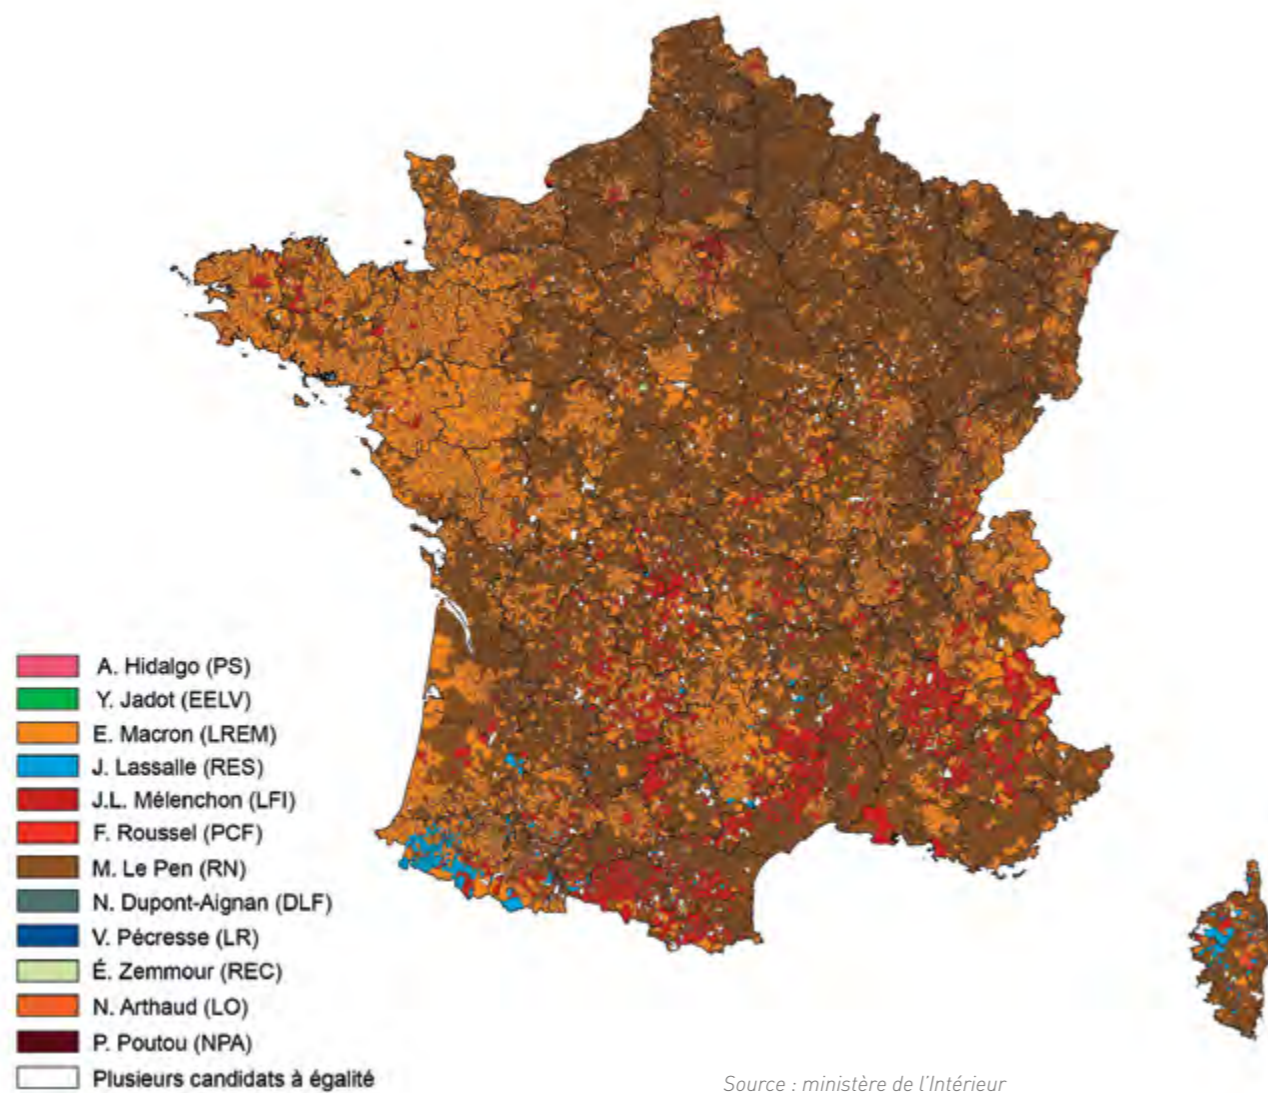 A. Hidalgo (PS)
Y. Jadot (EELV)
E. Macron (LREM)
J. Lassalle (RES)
J.L. Mélenchon (LFI)
F. Roussel (PCF)
M. Le Pen (RN)
N. Dupont-Aignan (DLF)
V. Pécresse (LR)
É. Zemmour (REC)
N. Arthaud (LO)
P. Poutou (NPA)
Plusieurs candidats à égalité
Source : ministère de l'Intérieur